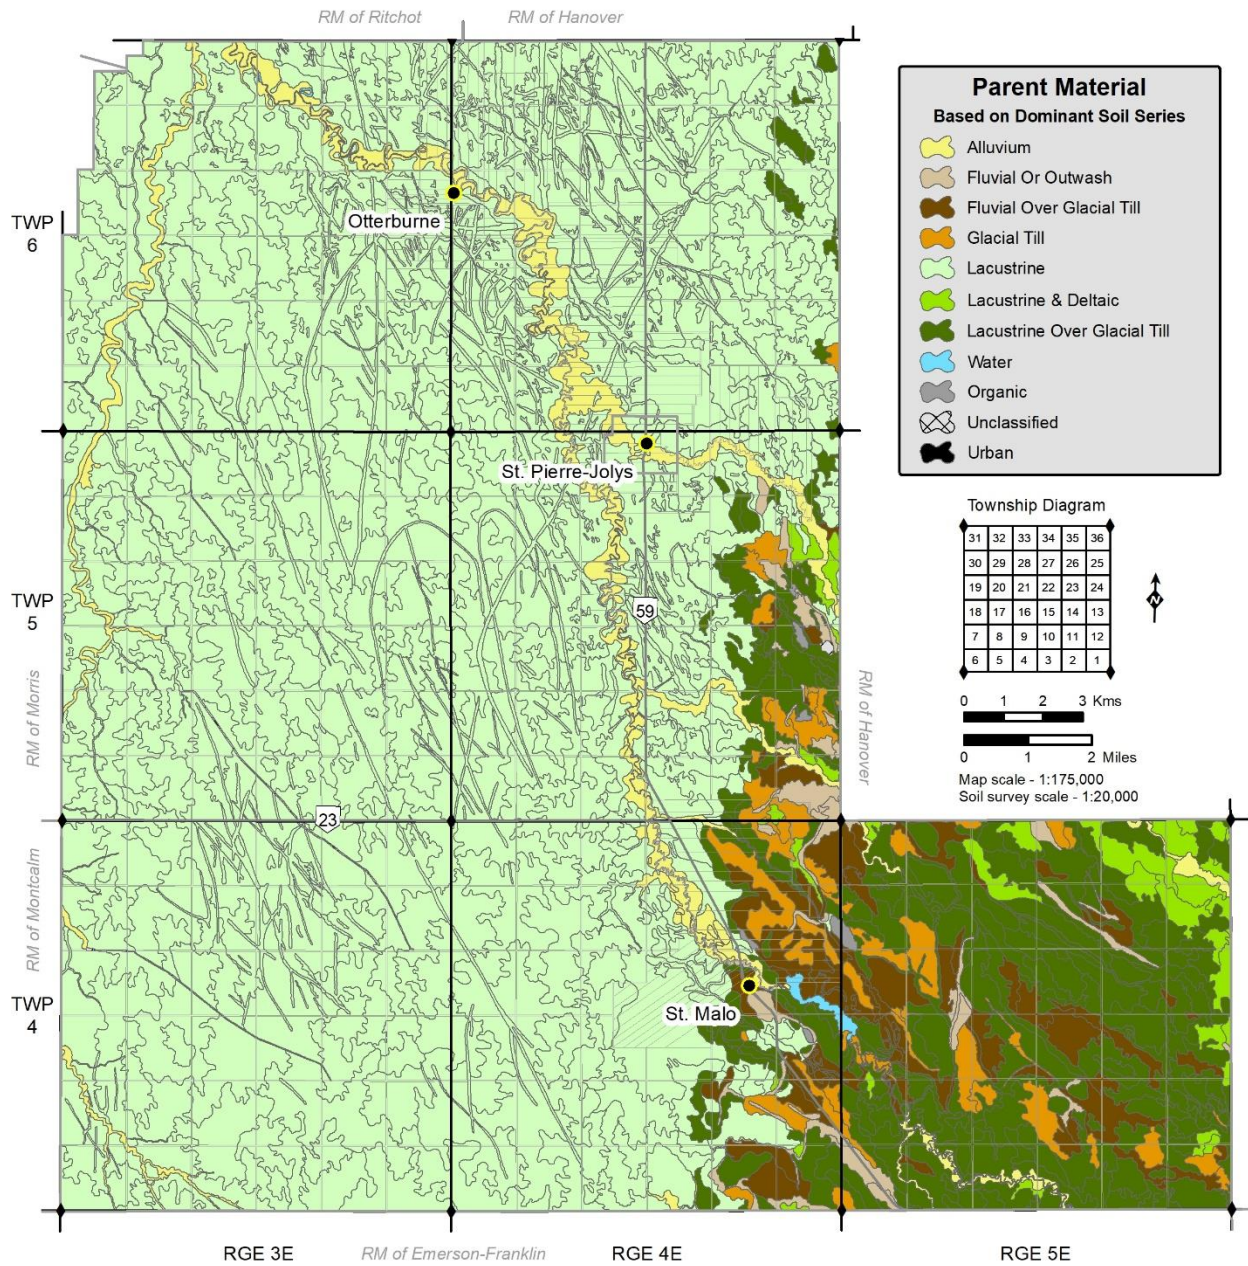 RM of Ritchot
RM of Hanover
Parent Material
Based on Dominant Soil Series
Alluvium
Fluvial Or Outwash
Fluvial Over Glacial Till
Glacial Till
Lacustrine
Lacustrine & Deltaic
Lacustrine Over Glacial Till
Water
Organic
Unclassified
Urban
TWP
6
Otterburne
St. Pierre-Jolys
Township Diagram
31 32 33 34 35 36
30 29 28 27 26 25
19 20 21 22 23 24
18 17 16 15 14 13
7 8 9 10 11 12
6 5 4 3 2 1
N
0 1 2 3 Kms
0 1 2 Miles
Map scale - 1:175,000
Soil survey scale - 1:20,000
TWP
5
59
RM of Morris
RM of Hanover
23
RM of Montcalm
TWP
4
St. Malo
RGE 3E
RM of Emerson-Franklin
RGE 4E
RGE 5E